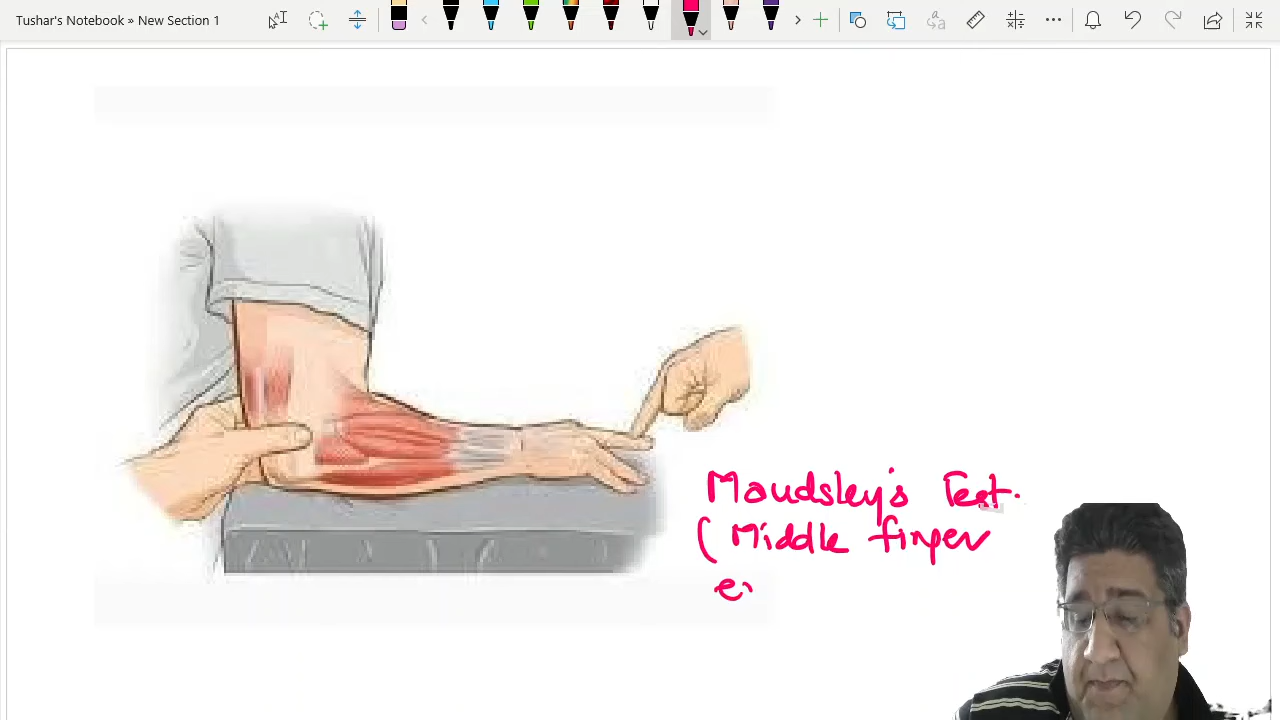 Tushar's Notebook » New Section 1
Maudsley's Test.
( Middle finger